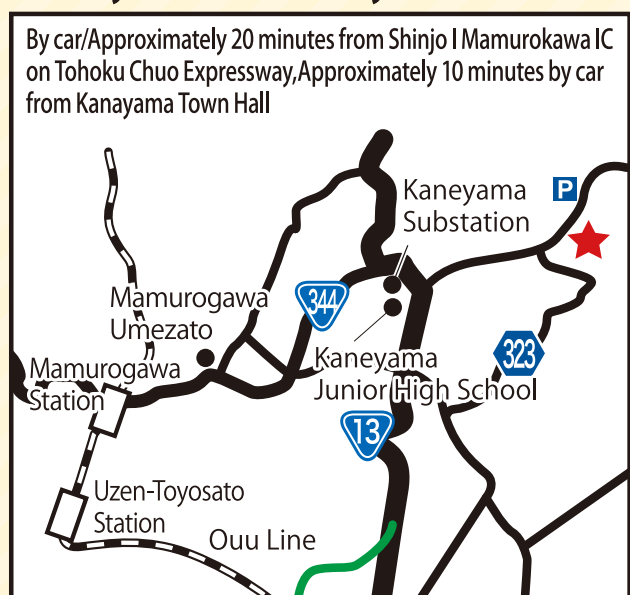 By car/Approximately 20 minutes from Shinjo I Mamurokawa IC
on Tohoku Chuo Expressway,Approximately 10 minutes by car
from Kanayama Town Hall
Kaneyama
Substation
P
344
Mamurogawa
Umezato
Kaneyama
Junior High School
323
Mamurogawa
Station
13
Uzen-Toyosato
Station
Ouu Line